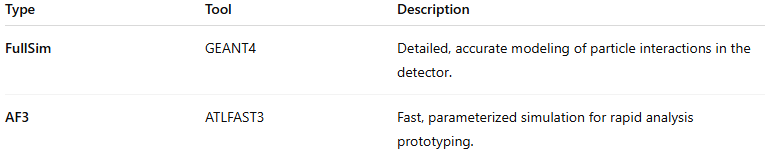 Type Tool Description
FullSim GEANT4 Detailed, accurate modeling of particle interactions in the
detector.
AF3 ATLFAST3 Fast, parameterized simulation for rapid analysis
prototyping.